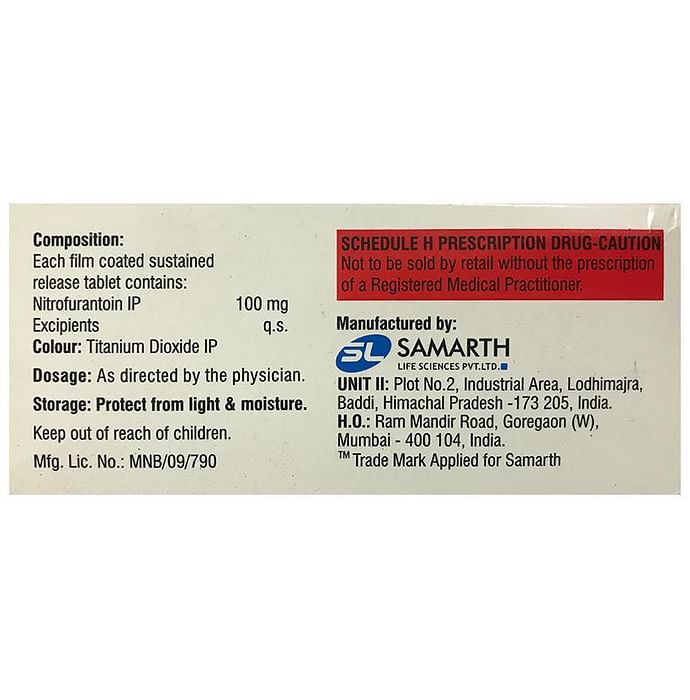 Composition:
Each film coated sustained
release tablet contains:
Nitrofurantoin IP 100 mg
Excipients q.s.
Colour: Titanium Dioxide IP
Dosage: As directed by the physician.
Storage: Protect from light & moisture.
Keep out of reach of children.
Mfg. Lic. No.: MNB/09/790
SCHEDULE H PRESCRIPTION DRUG-CAUTION
Not to be sold by retail without the prescription
of a Registered Medical Practitioner.
Manufactured by:
SL SAMARTH
LIFE SCIENCES PVT.LTD.
UNIT II: Plot No.2, Industrial Area, Lodhimajra,
Baddi, Himachal Pradesh -173 205, India.
H.O.: Ram Mandir Road, Goregaon (W),
Mumbai - 400 104, India.
™ Trade Mark Applied for Samarth